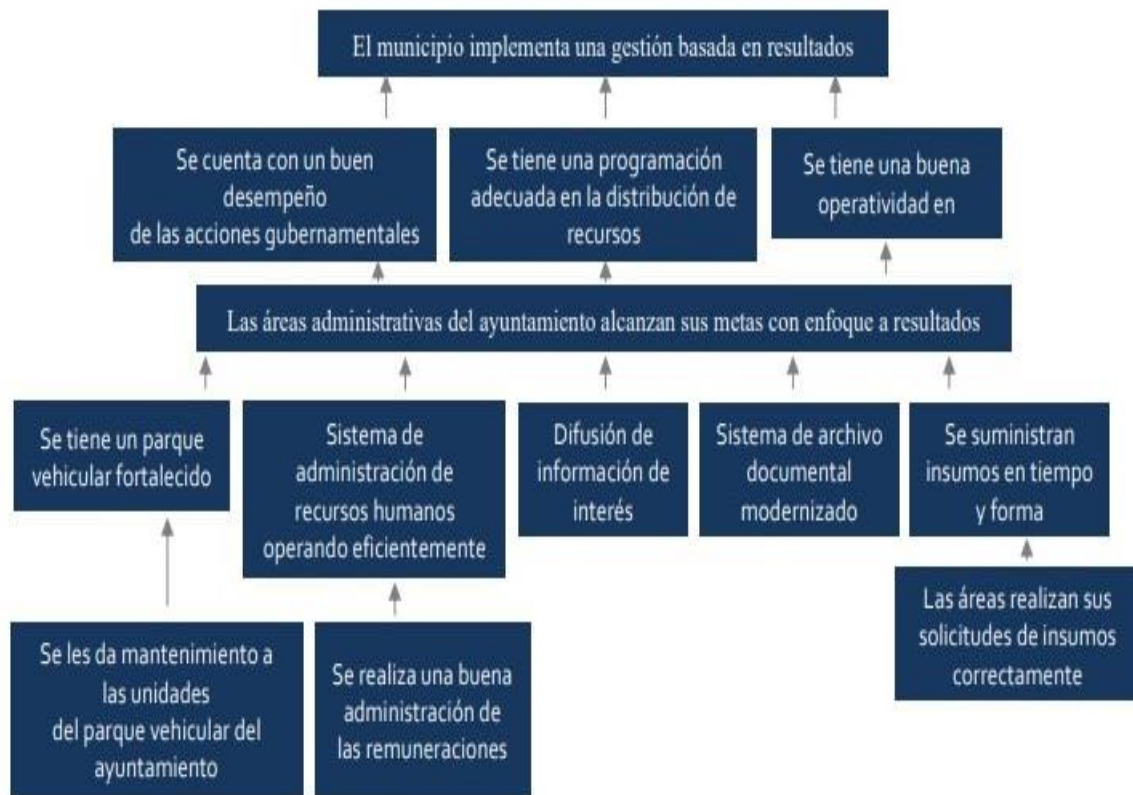 El municipio implementa una gestión basada en resultados
Se cuenta con un buen
desempeño
de las acciones gubernamentales
Se tiene una programación
adecuada en la distribución de
recursos
Se tiene una buena
operatividad en
Las áreas administrativas del ayuntamiento alcanzan sus metas con enfoque a resultados
Se tiene un parque
vehicular fortalecido
Sistema de
administración de
recursos humanos
operando eficientemente
Difusión de
información de
interés
Sistema de archivo
documental
modernizado
Se suministran
insumos en tiempo
y forma
Se les da mantenimiento a
las unidades
del parque vehicular del
ayuntamiento
Se realiza una buena
administración de
las remuneraciones
Las áreas realizan sus
solicitudes de insumos
correctamente